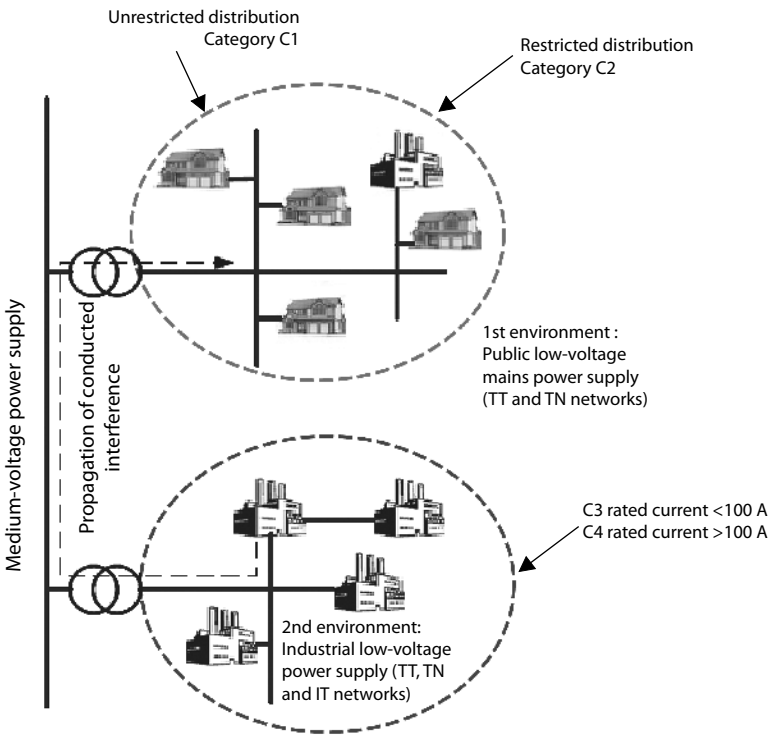 Unrestricted distribution
Category C1
Restricted distribution
Category C2
Medium-voltage power supply
Propagation of conducted
interference
1st environment :
Public low-voltage
mains power supply
(TT and TN networks)
C3 rated current <100 A
C4 rated current >100 A
2nd environment:
Industrial low-voltage
power supply (TT, TN
and IT networks)